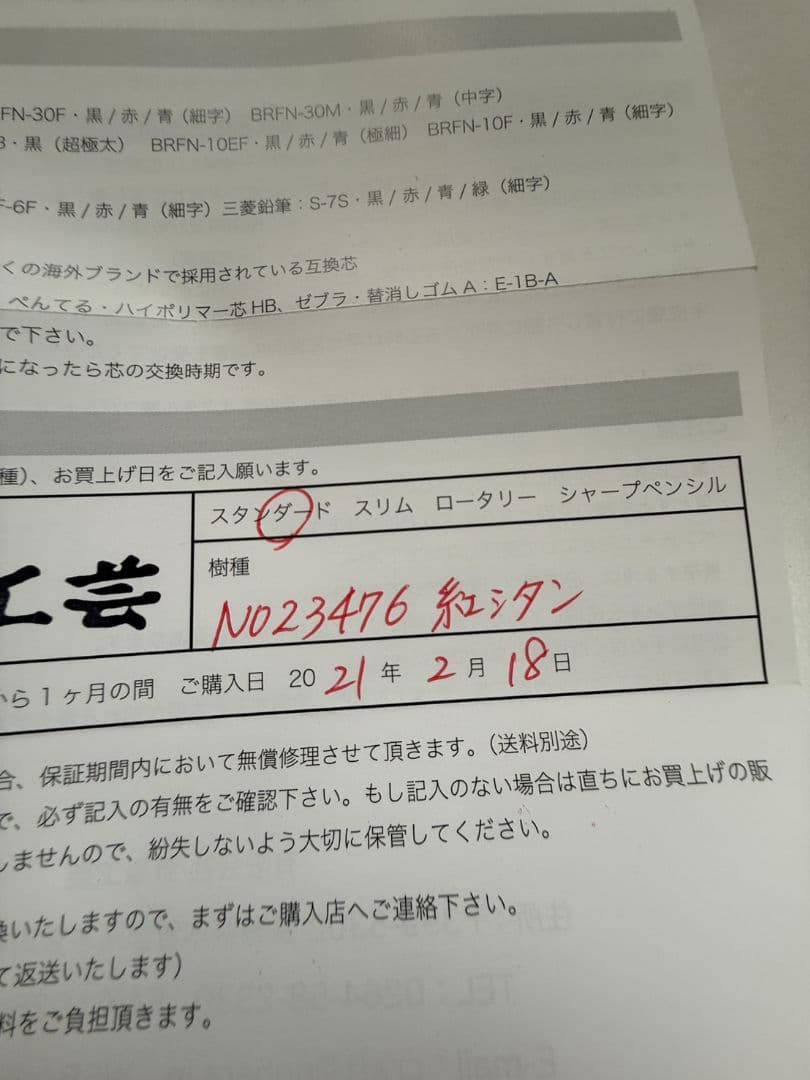 FN-30F・黒 / 赤 / 青（細字） BRFN-30M・黒 / 赤 / 青（中字）
B・黒（超極太） BRFN-10EF・黒 / 赤 / 青（極細） BRFN-10F・黒 / 赤 / 青（細字）
F-6F・黒 / 赤 / 青（細字）三菱鉛筆：S-7S・黒 / 赤 / 青 / 緑（細字）
くの海外ブランドで採用されている互換芯
ぺんてる・ハイポリマー芯 HB、ゼブラ・替消しゴム A：E-1B-A
で下さい。
になったら芯の交換時期です。
種）、お買上げ日をご記入願います。
スタンダード スリム ロータリー シャープペンシル
工芸
樹種
NO23476 紅シタン
から 1 ヶ月の間 ご購入日 20 21 年 2 月 18 日
合、保証期間内において無償修理させて頂きます。（送料別途）
で、必ず記入の有無をご確認下さい。もし記入のない場合は直ちにお買上げの販
しませんので、紛失しないよう大切に保管してください。
換いたしますので、まずはご購入店へご連絡下さい。
て返送いたします）
料をご負担頂きます。